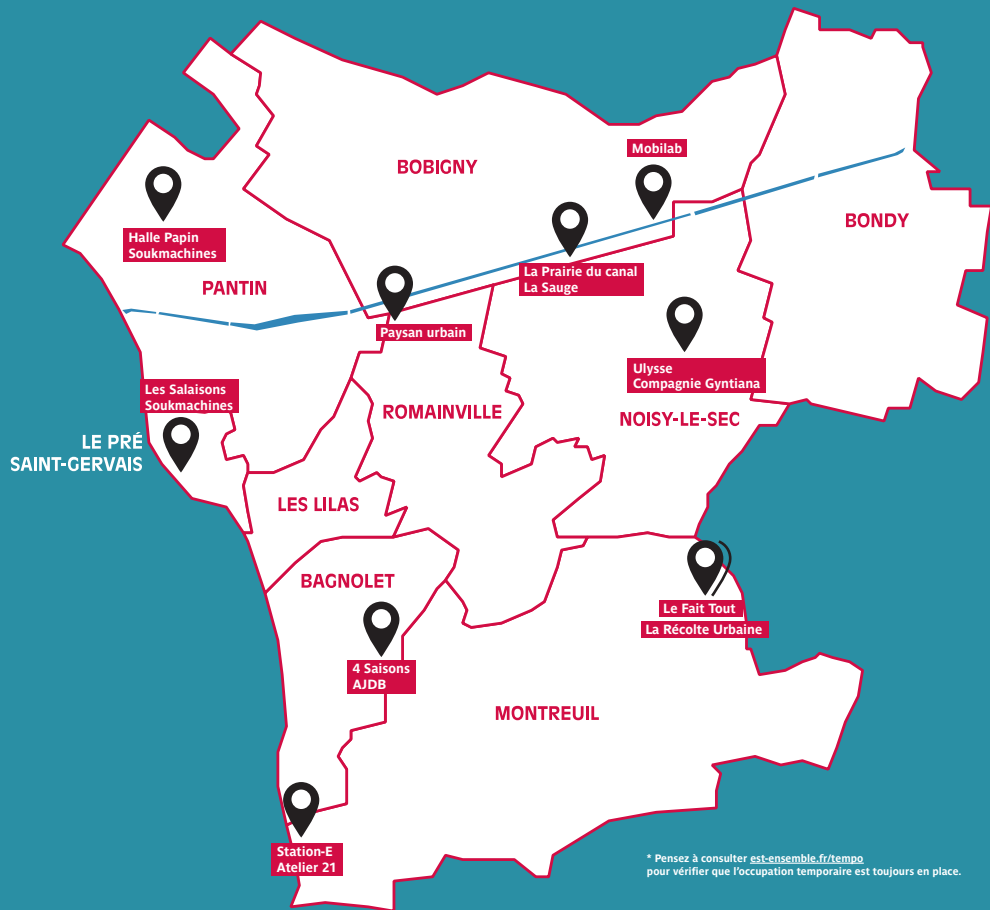 Mobilab
BOBIGNY
BONDY
Halle Papin
Soukmachines
La Prairie du canal
La Sauge
PANTIN
Paysan urbain
Ulysse
Compagnie Gyntiana
Les Salaisons
Soukmachines
ROMAINVILLE
NOISY-LE-SEC
LE PRÉ
SAINT-GERVAIS
LES LILAS
BAGNOLET
Le Fait Tout
La Récolte Urbaine
4 Saisons
AJDB
MONTREUIL
Station-E
Atelier 21
* Pensez à consulter est-ensemble.fr/tempo
pour vérifier que l'occupation temporaire est toujours en place.